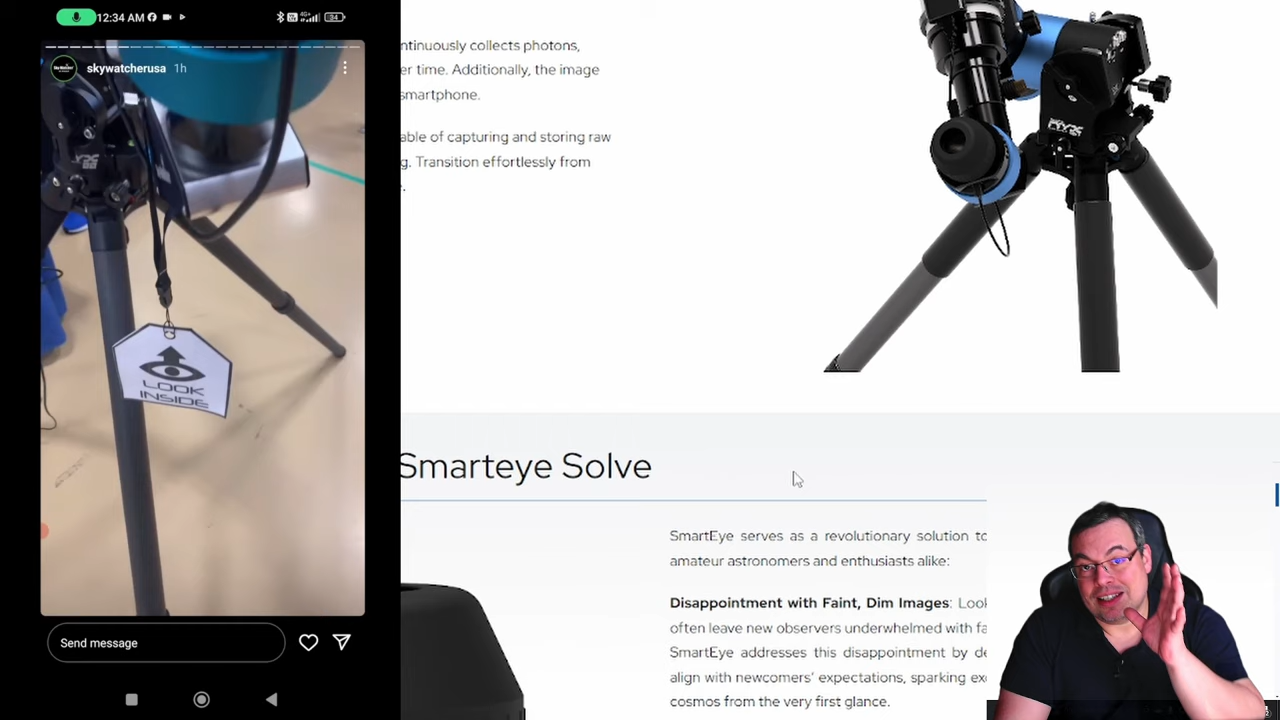 12:34 AM
4G+
34
skywatcherusa 1h
LOOK
INSIDE
Send message
ntinuously collects photons,
er time. Additionally, the image
smartphone.
able of capturing and storing raw
g. Transition effortlessly from
e.
Smarteye Solve
SmartEye serves as a revolutionary solution to
amateur astronomers and enthusiasts alike:
Disappointment with Faint, Dim Images: Look
often leave new observers underwhelmed with fa
SmartEye addresses this disappointment by de
align with newcomers' expectations, sparking ex
cosmos from the very first glance.